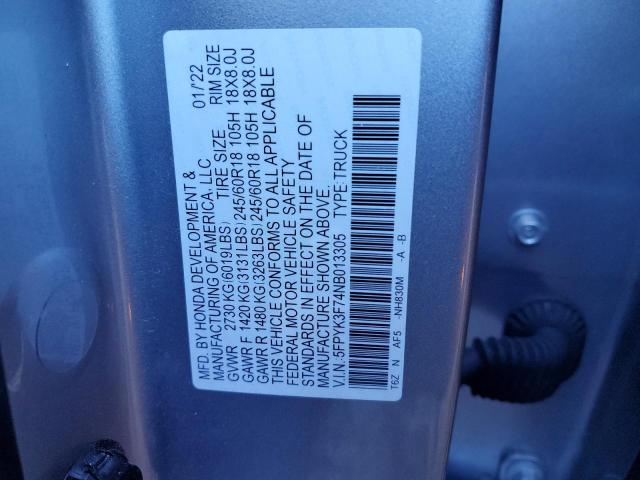 MFD. BY HONDA DEVELOPMENT &
MANUFACTURING OF AMERICA, LLC 01/'22
GVWR 2730 KG(6019LBS) TIRE SIZE RIM SIZE
GAWR F 1420 KG(3131LBS)245/60R18 105H 18X8.0J
GAWR R 1480 KG(3263LBS)245/60R18 105H 18X8.0J
THIS VEHICLE CONFORMS TO ALL APPLICABLE
FEDERAL MOTOR VEHICLE SAFETY
STANDARDS IN EFFECT ON THE DATE OF
MANUFACTURE SHOWN ABOVE.
V.I.N.:5FPYK3F74NB013305 TYPE:TRUCK
T6Z N AF5 -NH830M -A -B